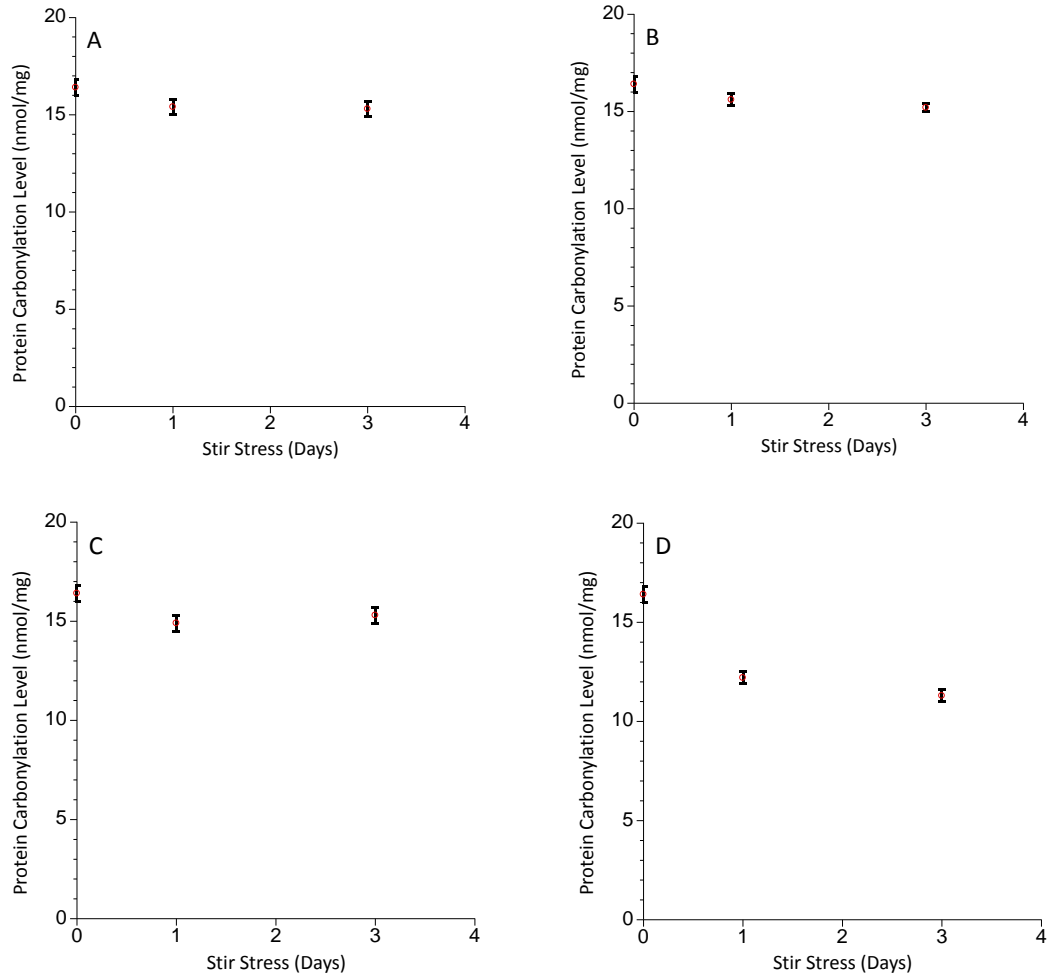 A
Protein Carbonylation Level (nmol/mg)
20
15
10
5
0
0 1 2 3 4
Stir Stress (Days)
B
Protein Carbonylation Level (nmol/mg)
20
15
10
5
0
0 1 2 3 4
Stir Stress (Days)
C
Protein Carbonylation Level (nmol/mg)
20
15
10
5
0
0 1 2 3 4
Stir Stress (Days)
D
Protein Carbonylation Level (nmol/mg)
20
15
10
5
0
0 1 2 3 4
Stir Stress (Days)